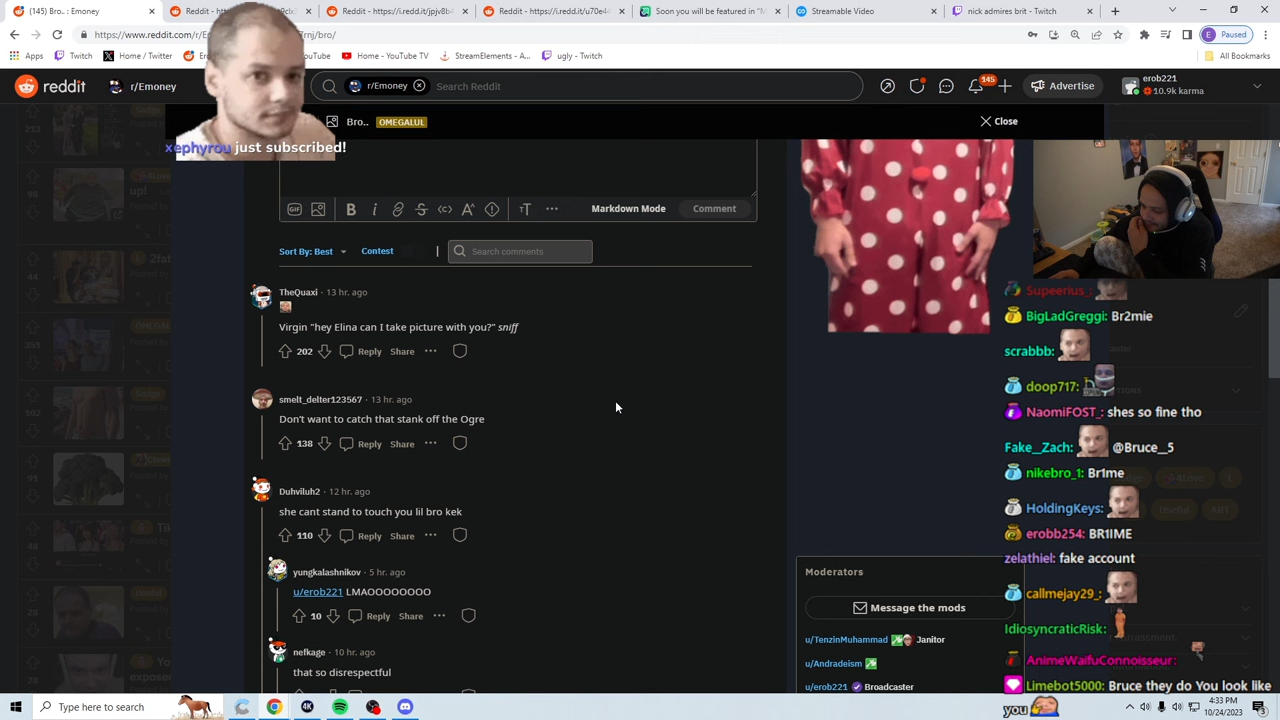 (145) Bro. : Emoney
Reddit - https://i.redd.it/jpjv8tv
Reddit - https://i.redd.it/u70e4
Soon you will be featured in "M
Streamable Video
nick admires brit - Twitch
https://www.reddit.com/r/E
7rnj/bro/
Paused
Apps
Twitch
Home / Twitter
Home - YouTube TV
StreamElements - A...
ugly - Twitch
All Bookmarks
reddit
r/Emoney
r/Emoney
Search Reddit
145
Advertise
erob221
10.9k karma
Bro..
OMEGALUL
Close
xephyrou just subscribed!
Markdown Mode
Comment
Sort By: Best
Contest
Search comments
TheQuaxi · 13 hr. ago
Virgin "hey Elina can I take picture with you?" sniff
202
Reply
Share
smelt_delter123567 · 13 hr. ago
Don't want to catch that stank off the Ogre
138
Reply
Share
Duhviluh2 · 12 hr. ago
she cant stand to touch you lil bro kek
110
Reply
Share
yungkalashnikov · 5 hr. ago
u/erob221 LMAOOOOOOOO
10
Reply
Share
nefkage · 10 hr. ago
that so disrespectful
Supeerius_:
BigLadGreggi: Br2mie
scrabbb:
doop717:
NaomiFOST_: shes so fine tho
Fake__Zach: @Bruce__5
nikebro_1: Br1me
HoldingKeys:
erobb254: BR1IME
zelathiel: fake account
callmejay29_:
IdiosyncraticRisk:
AnimeWaifuConnoisseur:
Limebot5000: Bruce they do You look like
you
Moderators
Message the mods
u/TenzinMuhammad Janitor
u/Andradeism
u/erob221 Broadcaster
Type here to search
4K
4:33 PM
10/24/2023